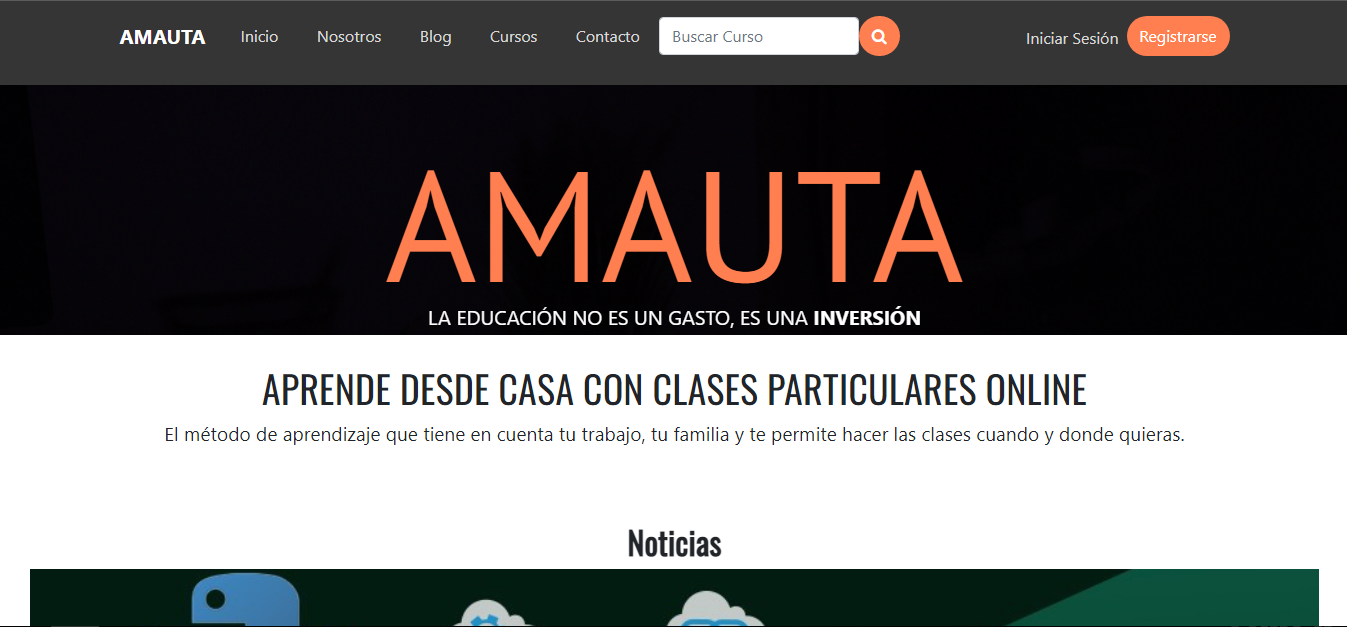 AMAUTA Inicio Nosotros Blog Cursos Contacto Buscar Curso Iniciar Sesión Registrarse
AMAUTA
LA EDUCACIÓN NO ES UN GASTO, ES UNA INVERSIÓN
APRENDE DESDE CASA CON CLASES PARTICULARES ONLINE
El método de aprendizaje que tiene en cuenta tu trabajo, tu familia y te permite hacer las clases cuando y donde quieras.
Noticias